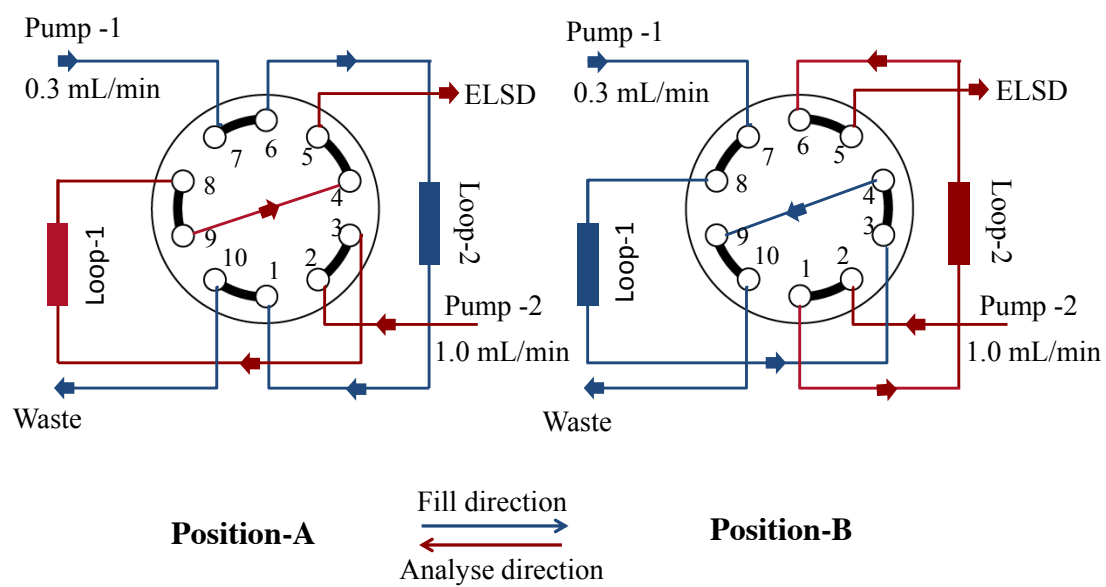 Pump -1
0.3 mL/min
ELSD
7
6
5
8
4
9
3
10
1
2
Loop-1
Loop-2
Pump -2
1.0 mL/min
Waste
Pump -1
0.3 mL/min
ELSD
6
7
5
8
4
9
3
10
1
2
Loop-1
Loop-2
Pump -2
1.0 mL/min
Waste
Position-A
Fill direction
Analyse direction
Position-B